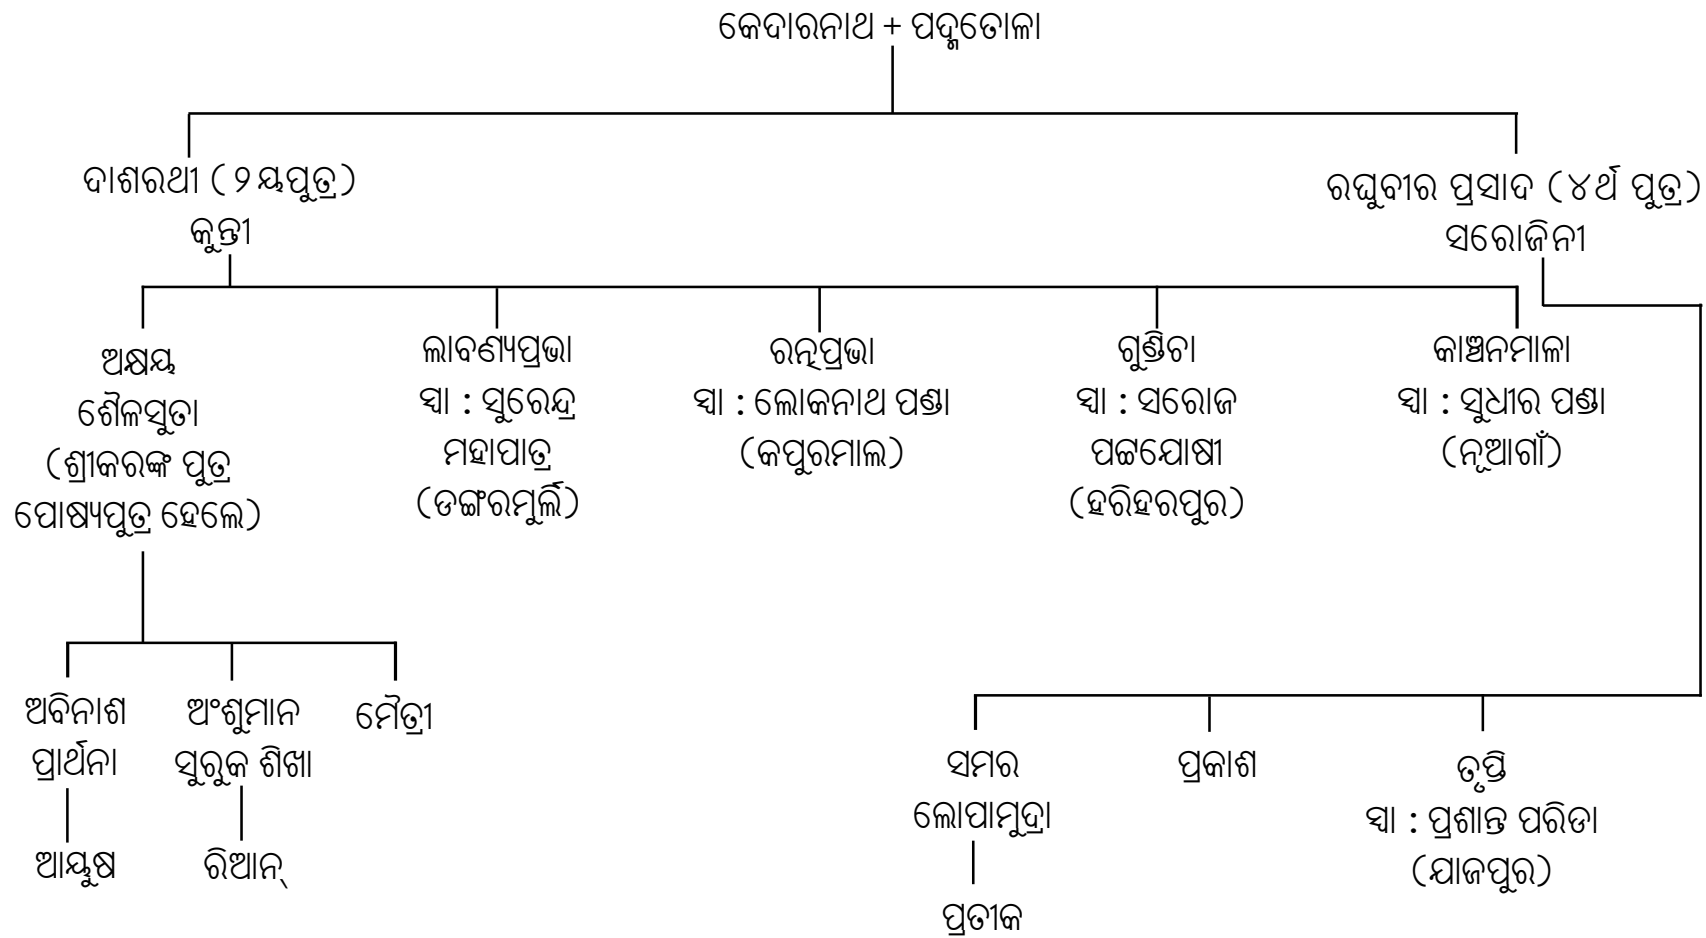 କେଦାରନାଥ + ପଦ୍ମତୋଳା
ଦାଶରଥୀ (୨ୟପୁତ୍ର)
କୁନ୍ତୀ
ରଘୁବୀର ପ୍ରସାଦ (୪ର୍ଥ ପୁତ୍ର)
ସରୋଜିନୀ
ଅକ୍ଷୟ
ଶୈଳସୁତା
(ଶ୍ରୀକରଙ୍କ ପୁତ୍ର
ପୋଷ୍ୟପୁତ୍ର ହେଲେ)
ଲାବଣ୍ୟପ୍ରଭା
ସ୍ୱା : ସୁରେନ୍ଦ୍ର
ମହାପାତ୍ର
(ଡଙ୍ଗରମୁର୍ଲି)
ରତ୍ନପ୍ରଭା
ସ୍ୱା : ଲୋକନାଥ ପଣ୍ଡା
(କପୁରମାଲ)
ଗୁଣ୍ଡିଚା
ସ୍ୱା : ସରୋଜ
ପଟ୍ଟଯୋଷୀ
(ହରିହରପୁର)
କାଞ୍ଚନମାଳା
ସ୍ୱା : ସୁଧୀର ପଣ୍ଡା
(ନୂଆଗାଁ)
ଅବିନାଶ
ପ୍ରାର୍ଥନା
ଆୟୁଷ
ଅଂଶୁମାନ
ସୁରୁକ ଶିଖା
ରିଆନ୍
ମୈତ୍ରୀ
ସମର
ଲୋପାମୁଦ୍ରା
ପ୍ରତୀକ
ପ୍ରକାଶ
ତୃପ୍ତି
ସ୍ୱା : ପ୍ରଶାନ୍ତ ପରିଡା
(ଯାଜପୁର)